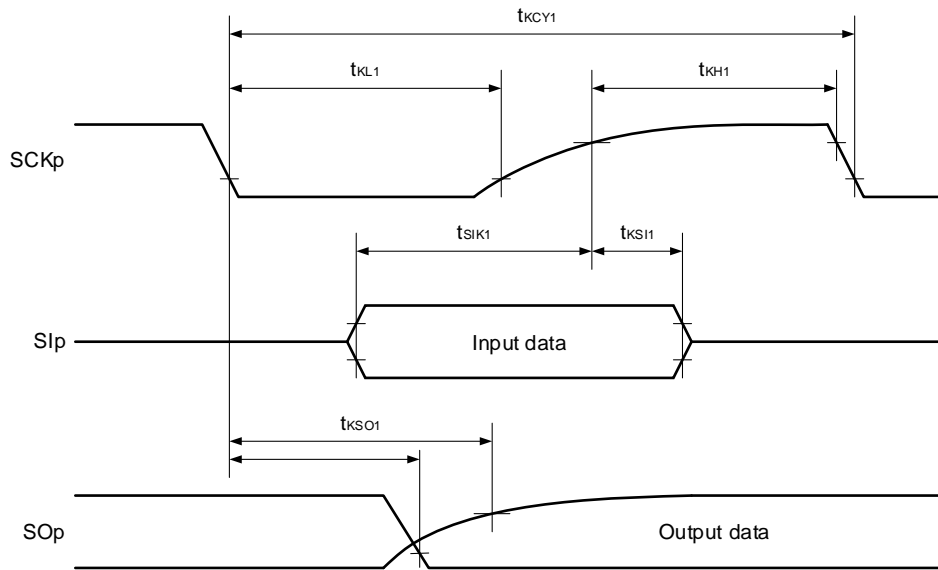 tKCY1
tKL1
tKH1
SCKp
tSIK1
tKSI1
SIp
Input data
tKSO1
SOp
Output data